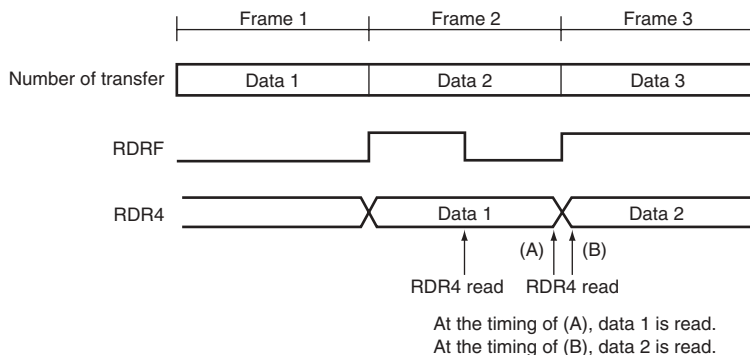 Frame 1 Frame 2 Frame 3
Number of transfer Data 1 Data 2 Data 3
RDRF
RDR4 Data 1 Data 2
(A) (B)
RDR4 read RDR4 read
At the timing of (A), data 1 is read.
At the timing of (B), data 2 is read.